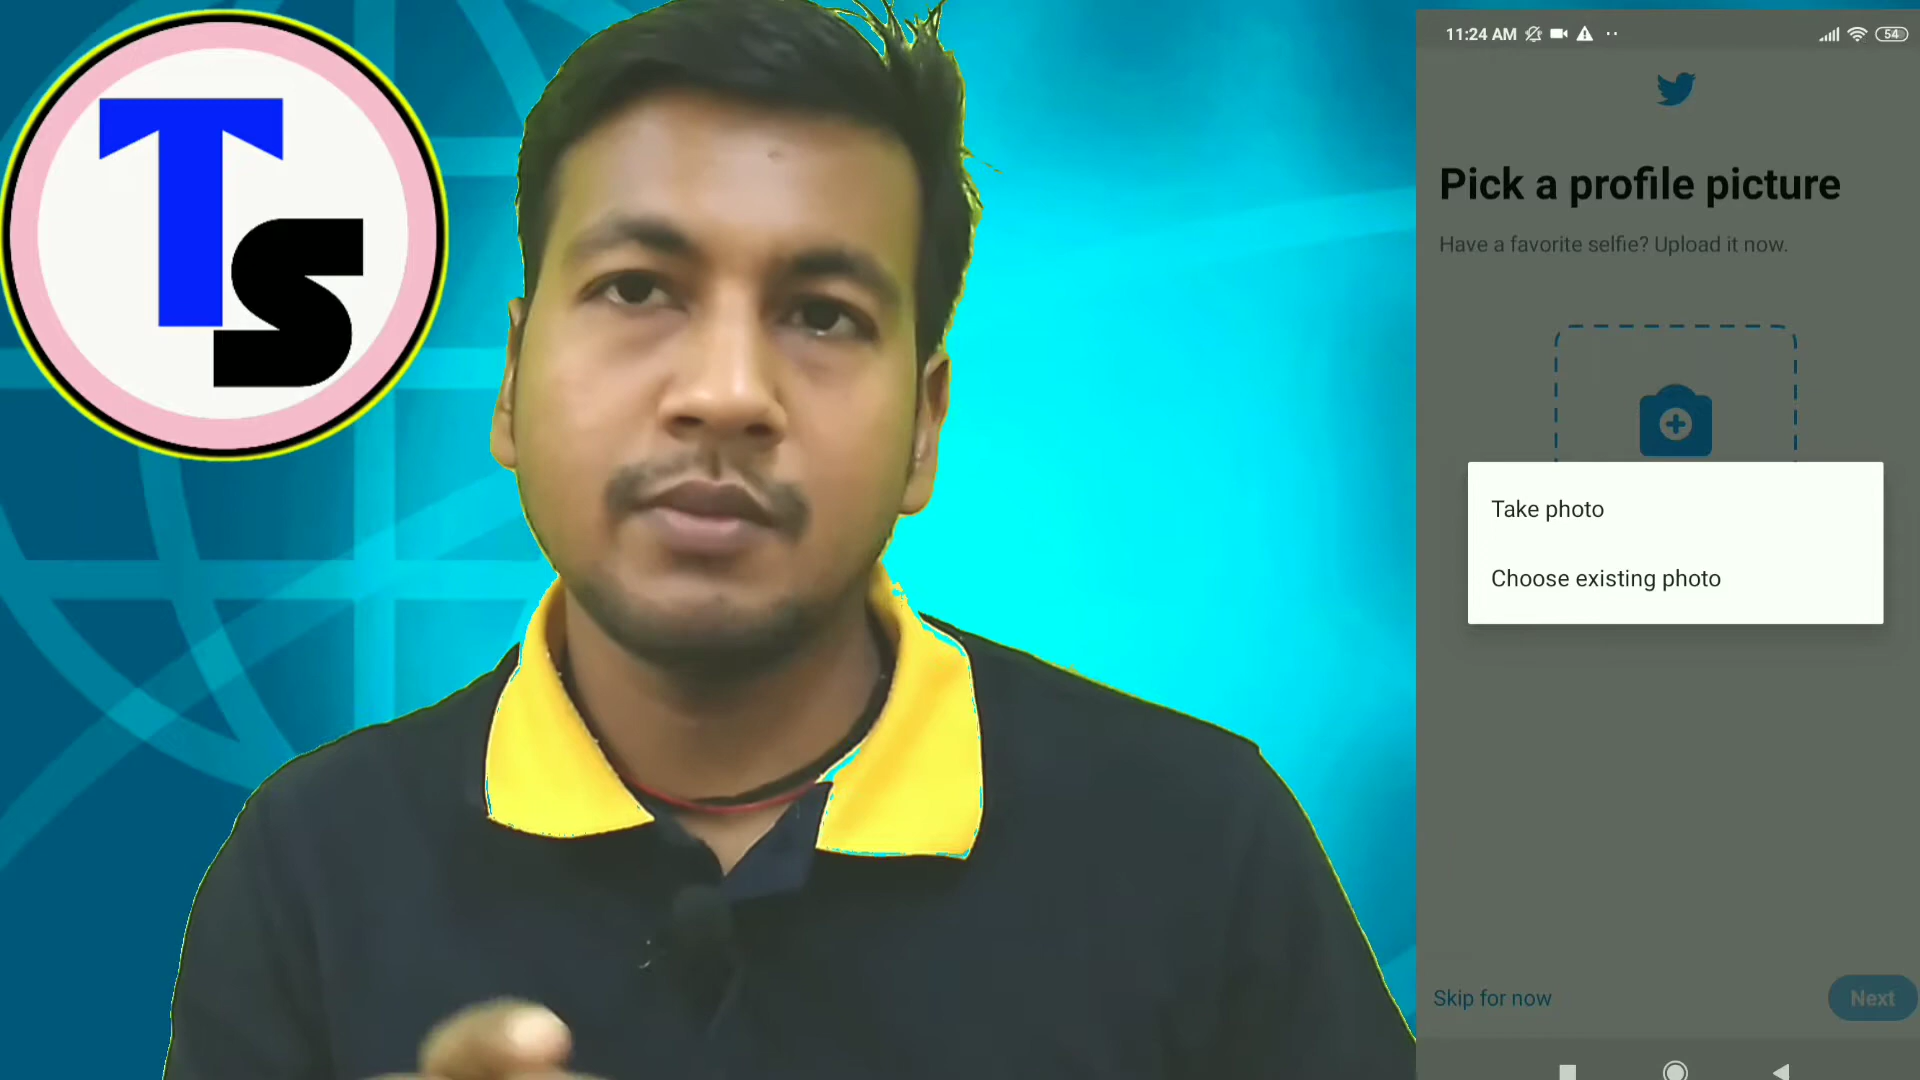 TS
11:24 AM
54
Pick a profile picture
Have a favorite selfie? Upload it now.
Take photo
Choose existing photo
Skip for now
Next